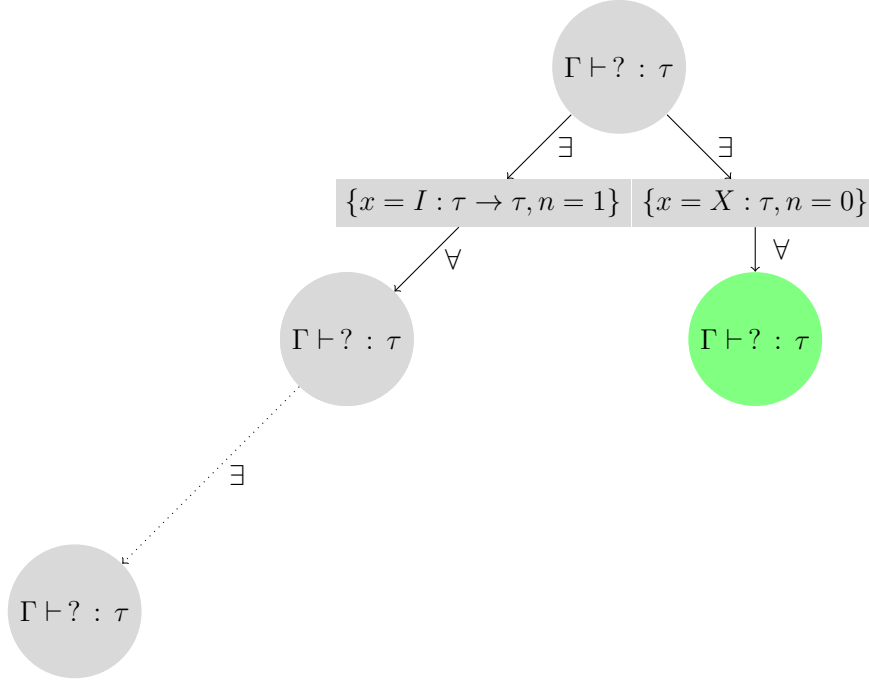 Γ ⊢ ? : τ
∃ ∃
{x = I : τ → τ, n = 1} {x = X : τ, n = 0}
∀ ∀
Γ ⊢ ? : τ Γ ⊢ ? : τ
∃
Γ ⊢ ? : τ